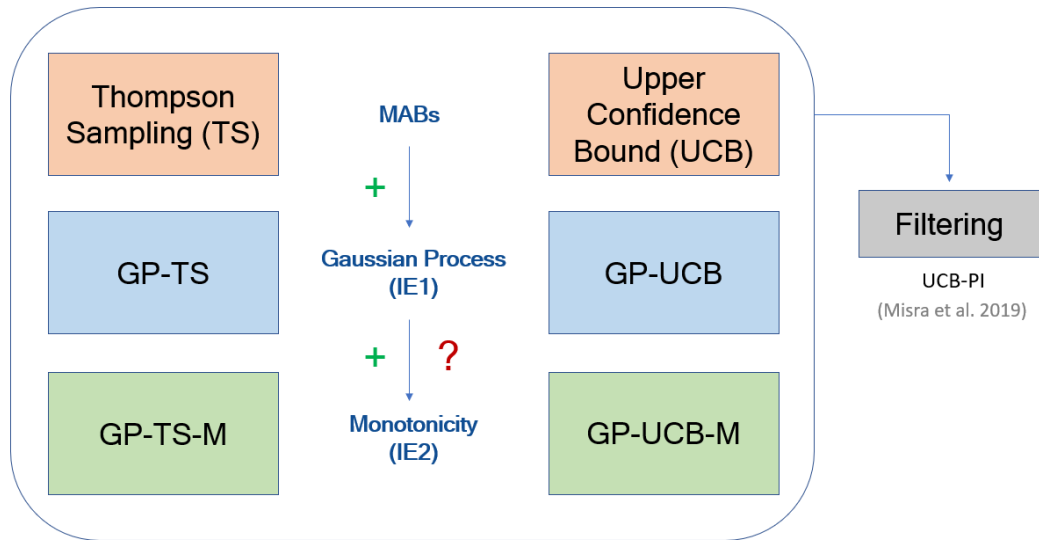 Thompson
Sampling (TS)
MABs
Upper
Confidence
Bound (UCB)
+
GP-TS
Gaussian Process
(IE1)
GP-UCB
Filtering
UCB-PI
(Misra et al. 2019)
+ ?
GP-TS-M
Monotonicity
(IE2)
GP-UCB-M